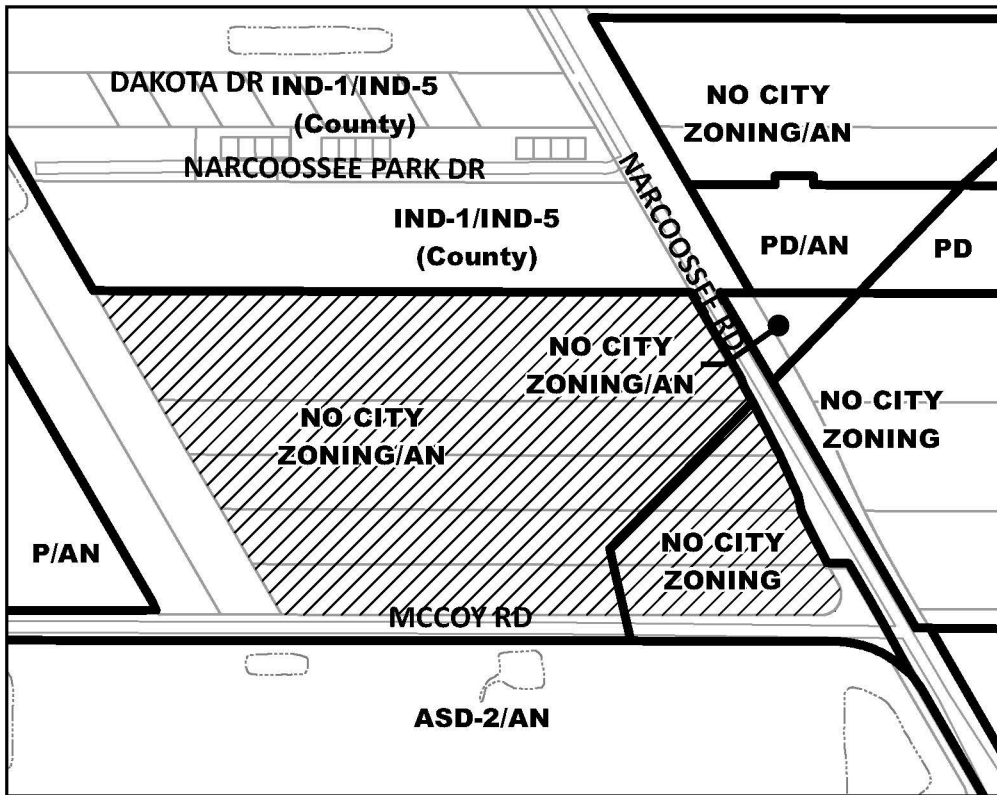 DAKOTA DR
IND-1/IND-5
(County)
NO CITY
ZONING/AN
NARCOOSSEE PARK DR
NARCOOSSEE RD
IND-1/IND-5
(County)
PD/AN
PD
NO CITY
ZONING/AN
NO CITY
ZONING/AN
NO CITY
ZONING
P/AN
NO CITY
ZONING
MCCOY RD
ASD-2/AN